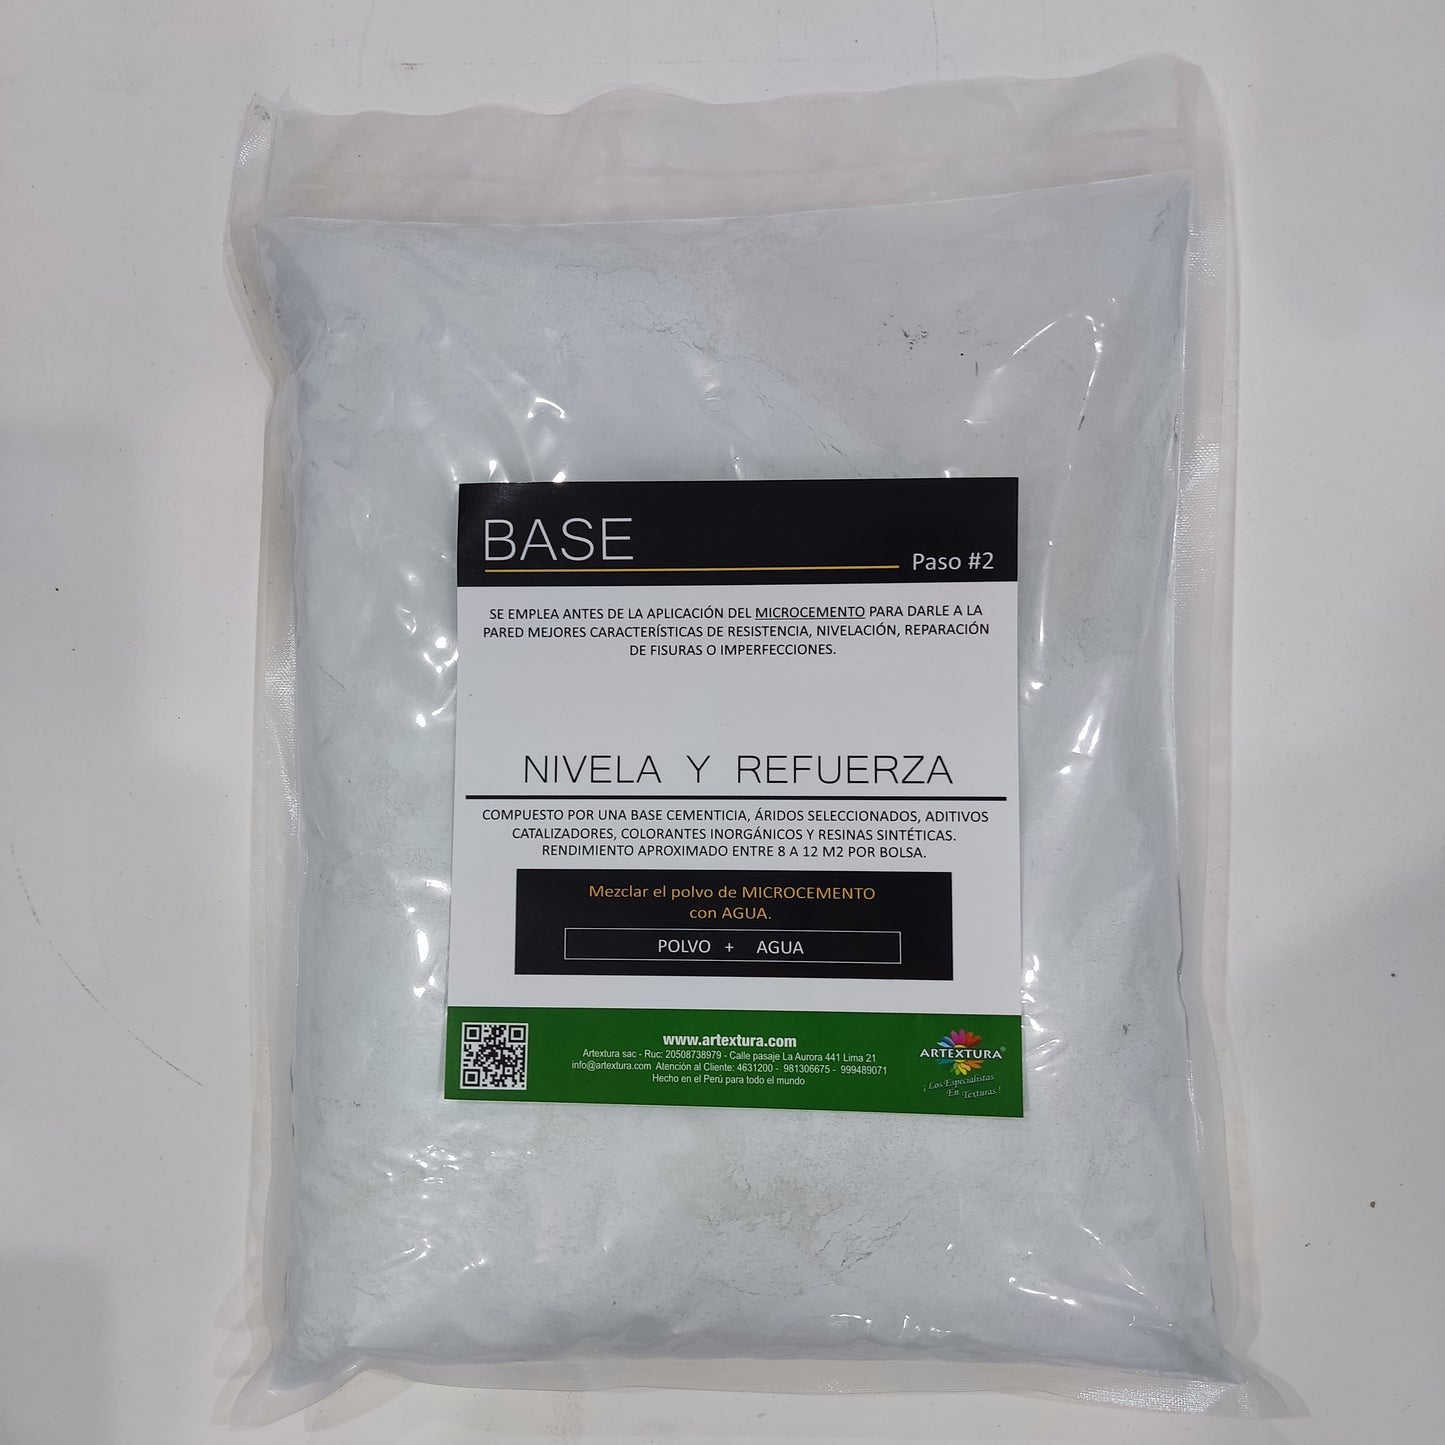 BASE
Paso #2
SE EMPLEA ANTES DE LA APLICACIÓN DEL MICROCEMENTO PARA DARLE A LA
PARED MEJORES CARACTERÍSTICAS DE RESISTENCIA, NIVELACIÓN, REPARACIÓN
DE FISURAS O IMPERFECCIONES.
NIVELA Y REFUERZA
COMPUESTO POR UNA BASE CEMENTICIA, ÁRIDOS SELECCIONADOS, ADITIVOS
CATALIZADORES, COLORANTES INORGÁNICOS Y RESINAS SINTÉTICAS.
RENDIMIENTO APROXIMADO ENTRE 8 A 12 M2 POR BOLSA.
Mezclar el polvo de MICROCEMENTO
con AGUA.
POLVO + AGUA
www.artextura.com
Artextura sac - Ruc: 20508738979 - Calle pasaje La Aurora 441 Lima 21
info@artextura.com Atención al Cliente: 4631200 - 981306675 - 999489071
Hecho en el Perú para todo el mundo
ARTEXTURA®
¡Los Especialistas
En Texturas!